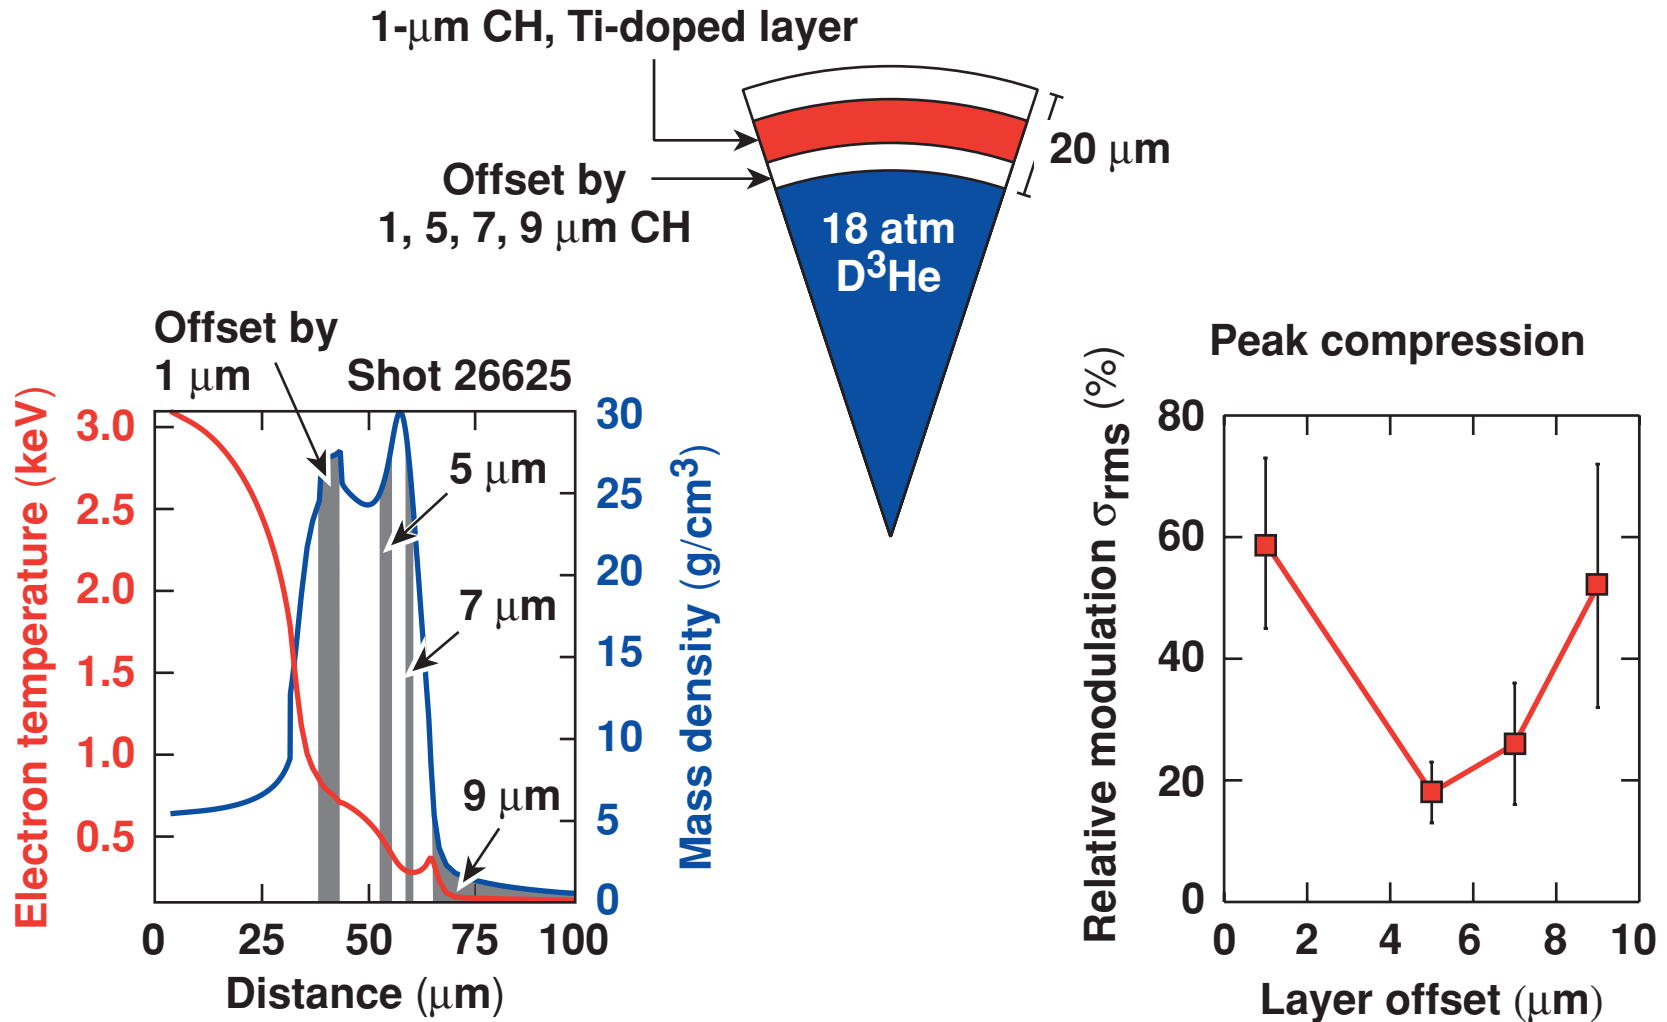 1-μm CH, Ti-doped layer
20 μm
Offset by
1, 5, 7, 9 μm CH
18 atm
D³He
Offset by
1 μm
Shot 26625
Electron temperature (keV)
3.0
2.5
2.0
1.5
1.0
0.5
5 μm
7 μm
9 μm
30
25
20
15
10
5
0
Mass density (g/cm³)
0 25 50 75 100
Distance (μm)
Peak compression
Relative modulation σrms (%)
80
60
40
20
0
0 2 4 6 8 10
Layer offset (μm)